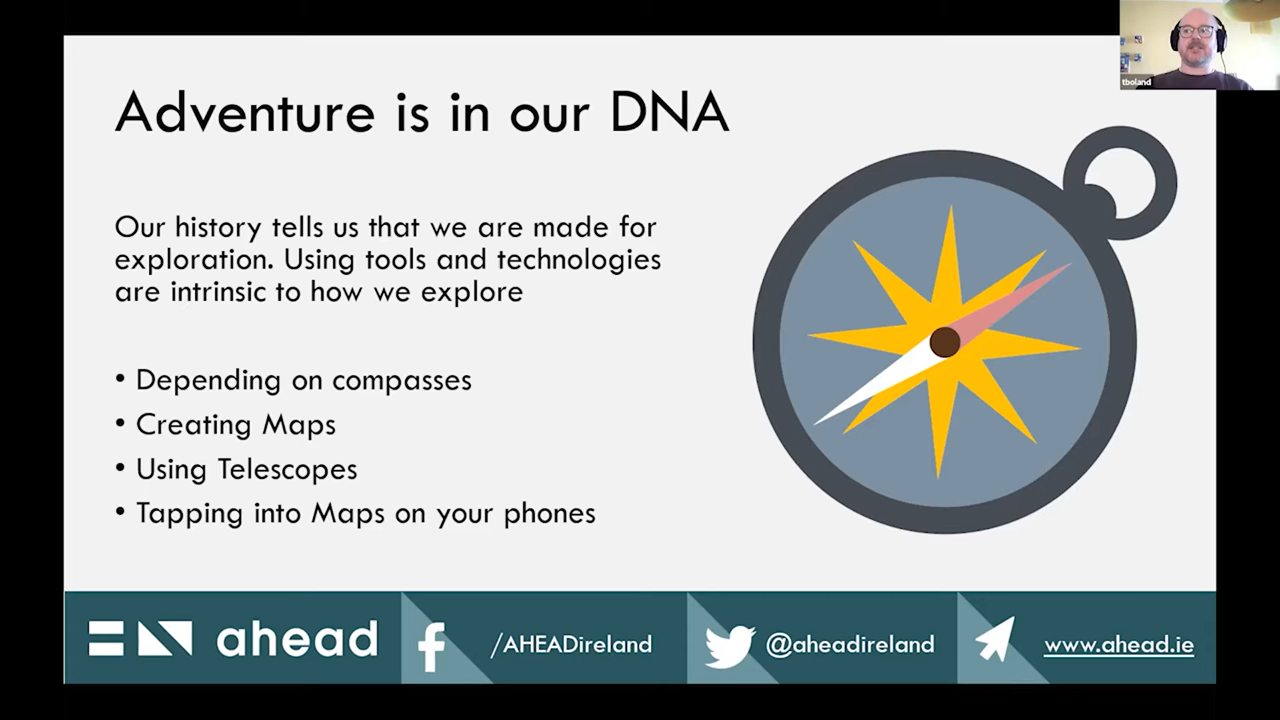 tboland
Adventure is in our DNA
Our history tells us that we are made for
exploration. Using tools and technologies
are intrinsic to how we explore
• Depending on compasses
• Creating Maps
• Using Telescopes
• Tapping into Maps on your phones
ahead
/AHEADireland
@aheadireland
www.ahead.ie